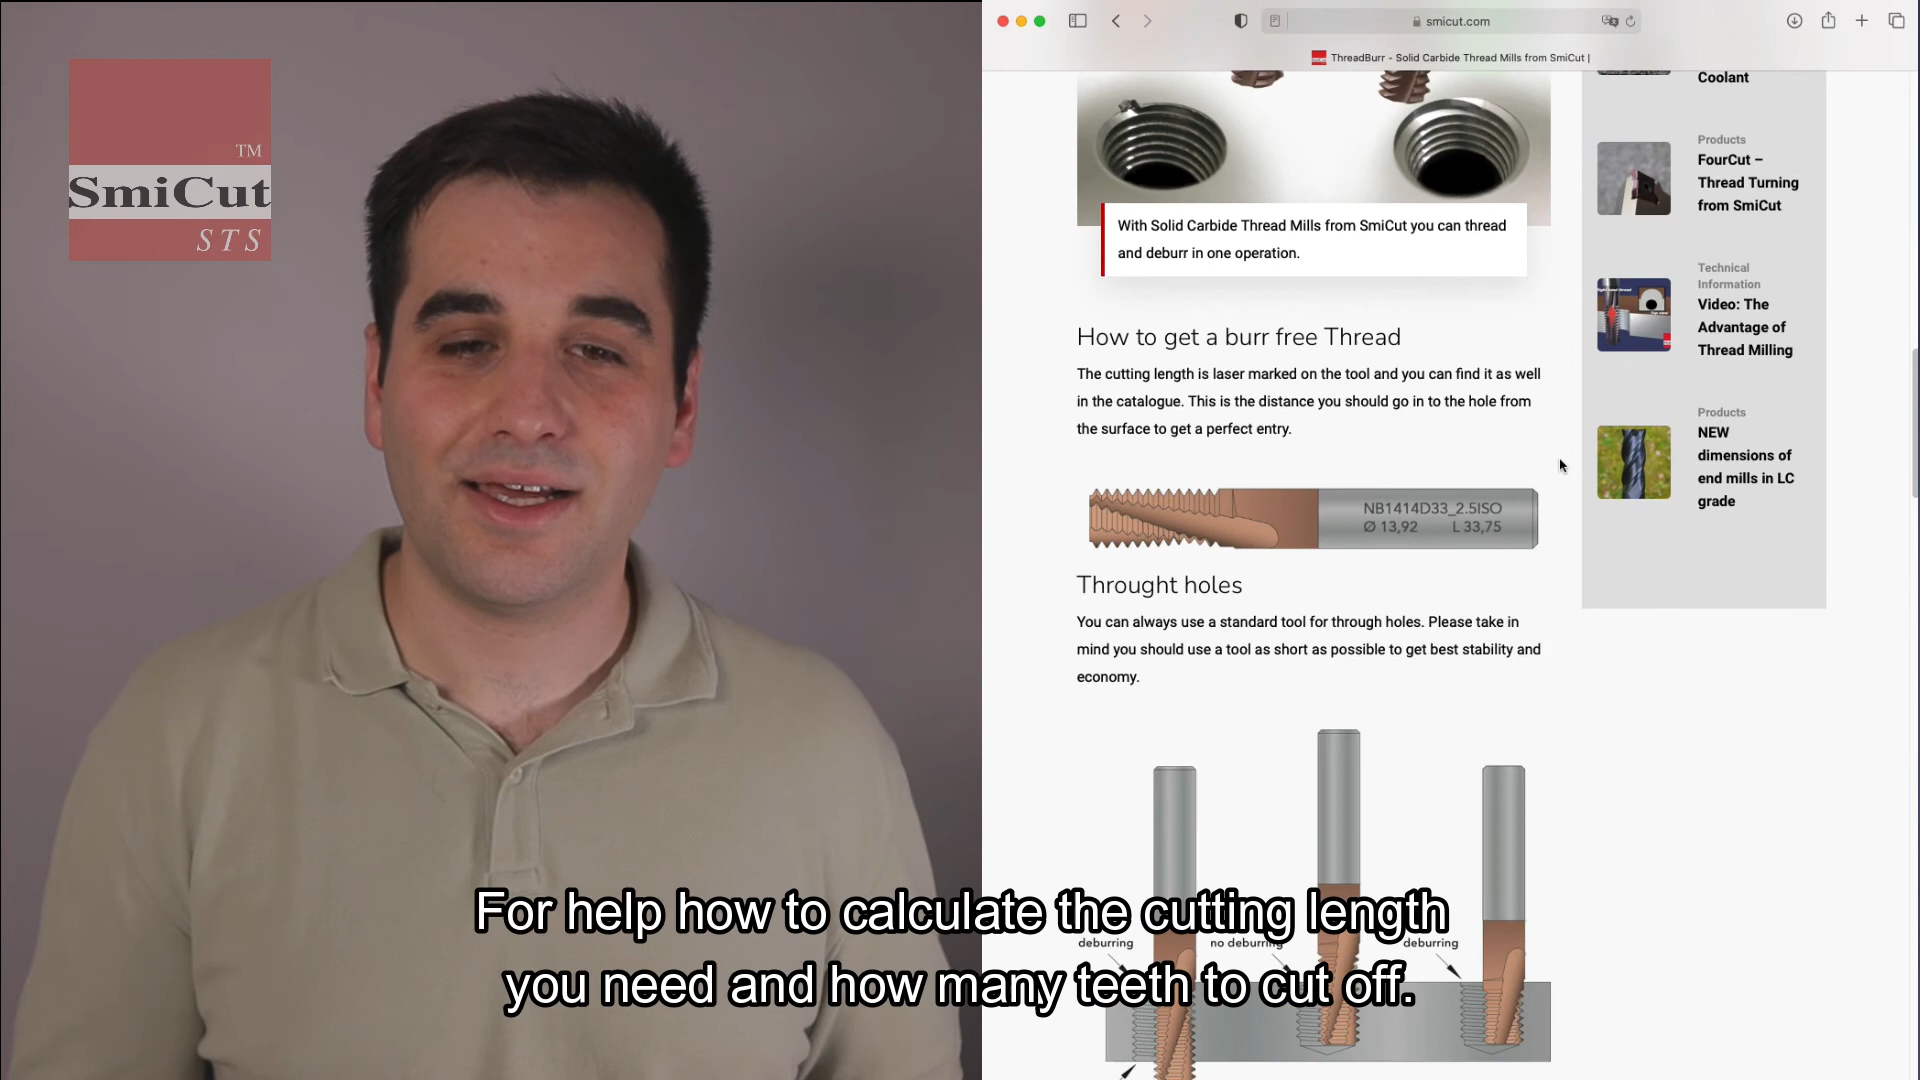 TM
SmiCut
STS
smicut.com
ThreadBurr - Solid Carbide Thread Mills from SmiCut |
With Solid Carbide Thread Mills from SmiCut you can thread
and deburr in one operation.
How to get a burr free Thread
The cutting length is laser marked on the tool and you can find it as well
in the catalogue. This is the distance you should go in to the hole from
the surface to get a perfect entry.
NB1414D33_2.5ISO
Ø 13,92 L 33,75
Throught holes
You can always use a standard tool for through holes. Please take in
mind you should use a tool as short as possible to get best stability and
economy.
deburring
no deburring
deburring
Coolant
Products
FourCut –
Thread Turning
from SmiCut
Technical
Information
Video: The
Advantage of
Thread Milling
Products
NEW
dimensions of
end mills in LC
grade
For help how to calculate the cutting length
you need and how many teeth to cut off.